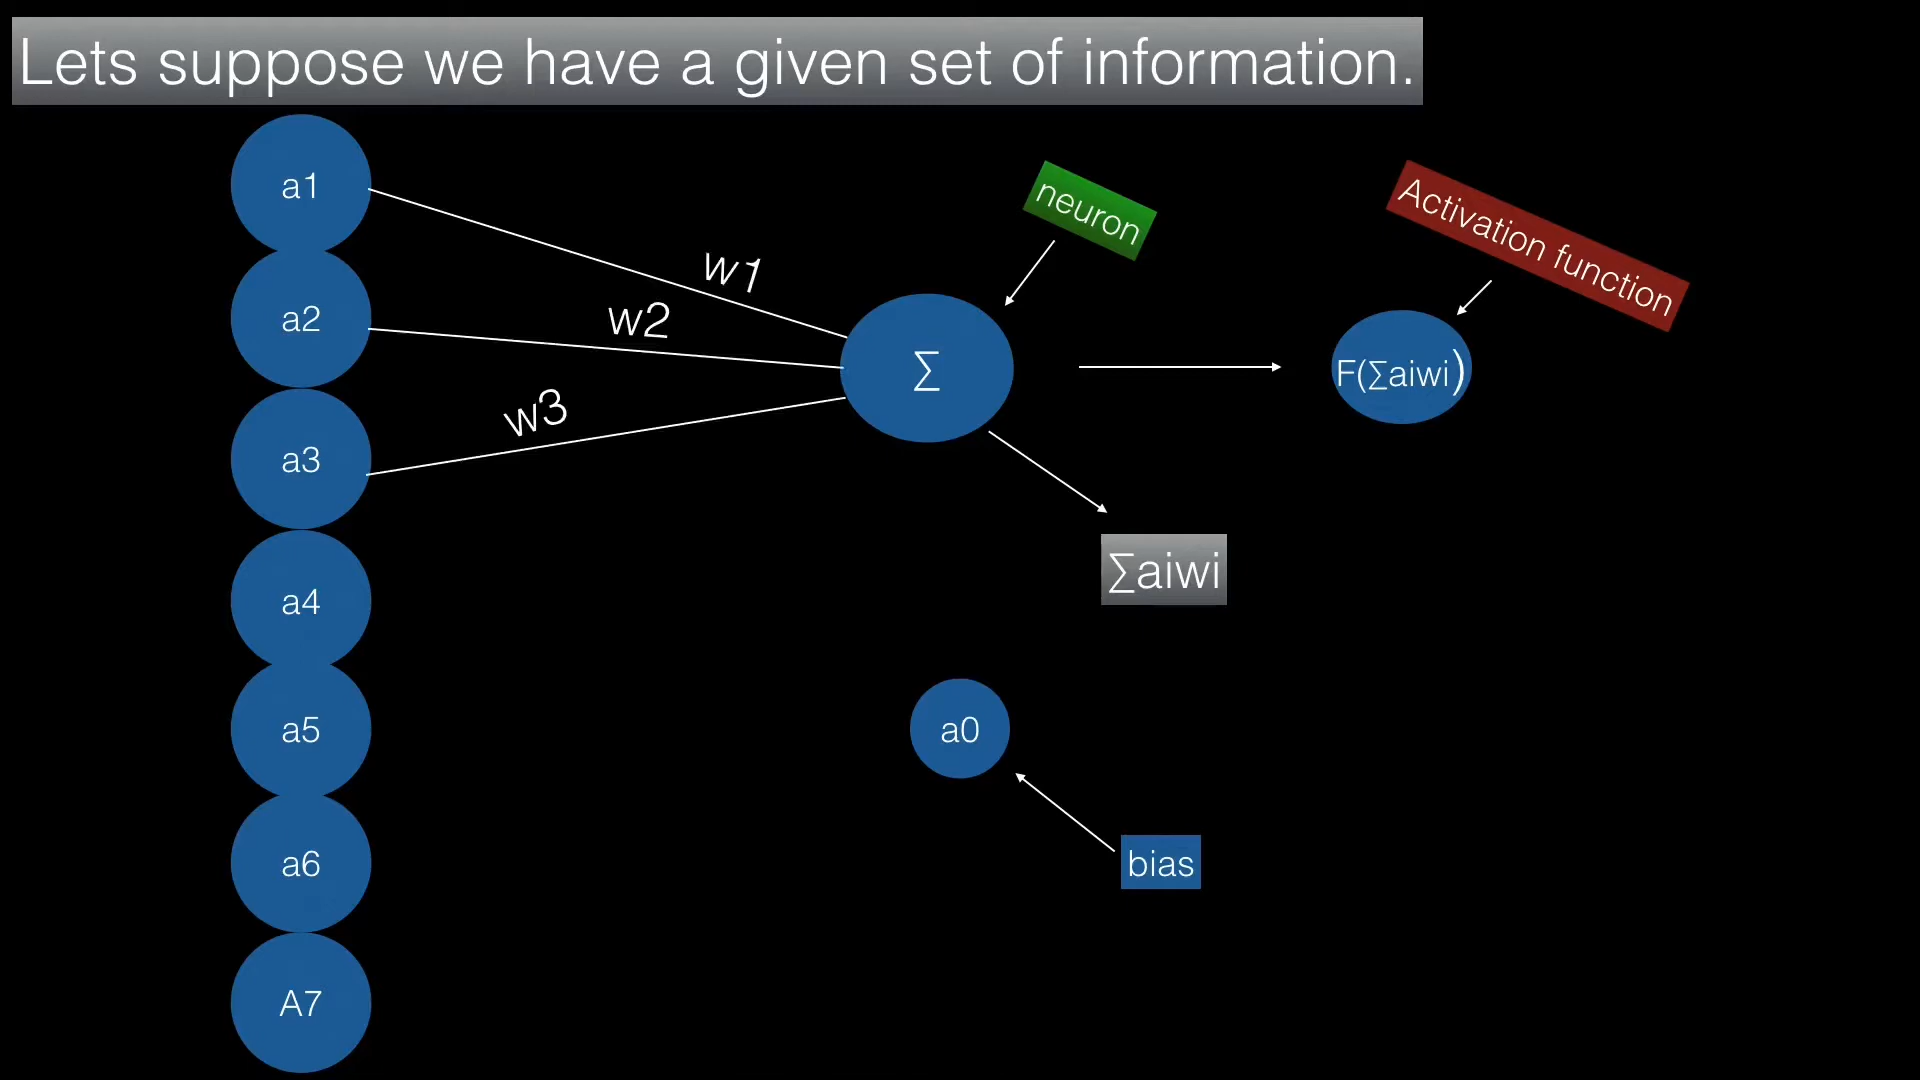 Lets suppose we have a given set of information.
a1
a2
a3
a4
a5
a6
A7
w1
w2
w3
∑
neuron
Activation function
F(∑aiwi)
∑aiwi
a0
bias